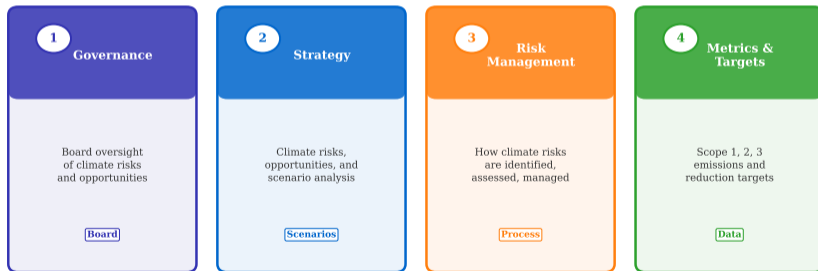 1
Governance
Board oversight
of climate risks
and opportunities
Board
2
Strategy
Climate risks,
opportunities, and
scenario analysis
Scenarios
3
Risk
Management
How climate risks
are identified,
assessed, managed
Process
4
Metrics &
Targets
Scope 1, 2, 3
emissions and
reduction targets
Data